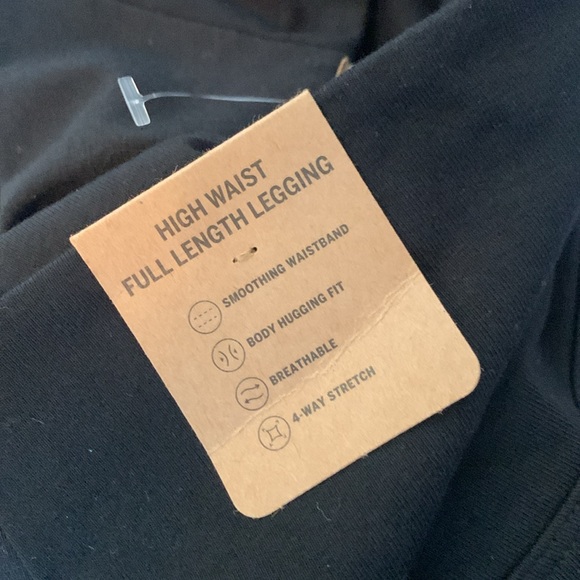 HIGH WAIST
FULL LENGTH LEGGING
SMOOTHING WAISTBAND
BODY HUGGING FIT
BREATHABLE
4-WAY STRETCH